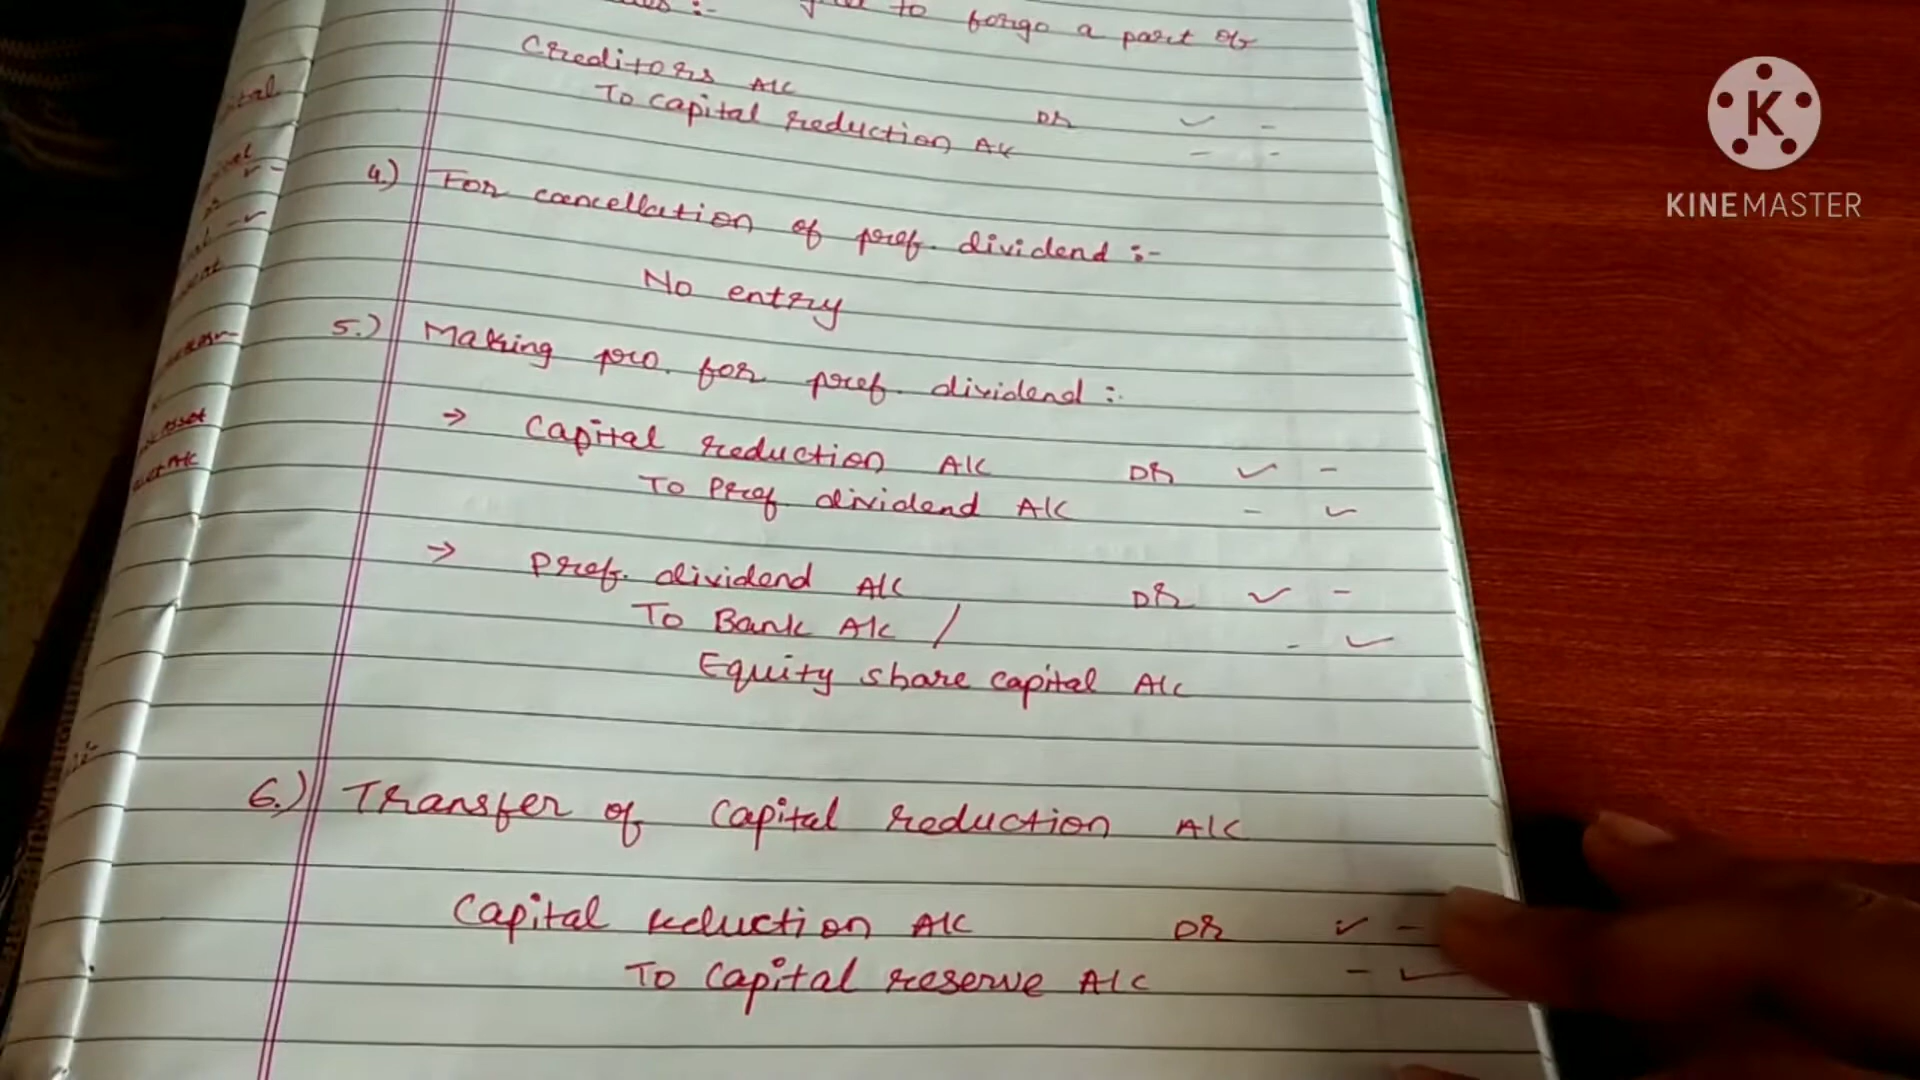 to forgo a part of
Creditors A/c DR ✓ -
To capital reduction A/c - -
4.) For cancellation of pref. dividend :-
No entry
5.) Making pro. for pref. dividend :-
→ Capital reduction A/c DR ✓ -
To Pref. dividend A/c - ✓
→ Pref. dividend A/c DR ✓ -
To Bank A/c / - ✓
Equity share capital A/c
6.) Transfer of capital reduction A/c
Capital reduction A/c DR ✓ -
To Capital reserve A/c - ✓
K
KINEMASTER